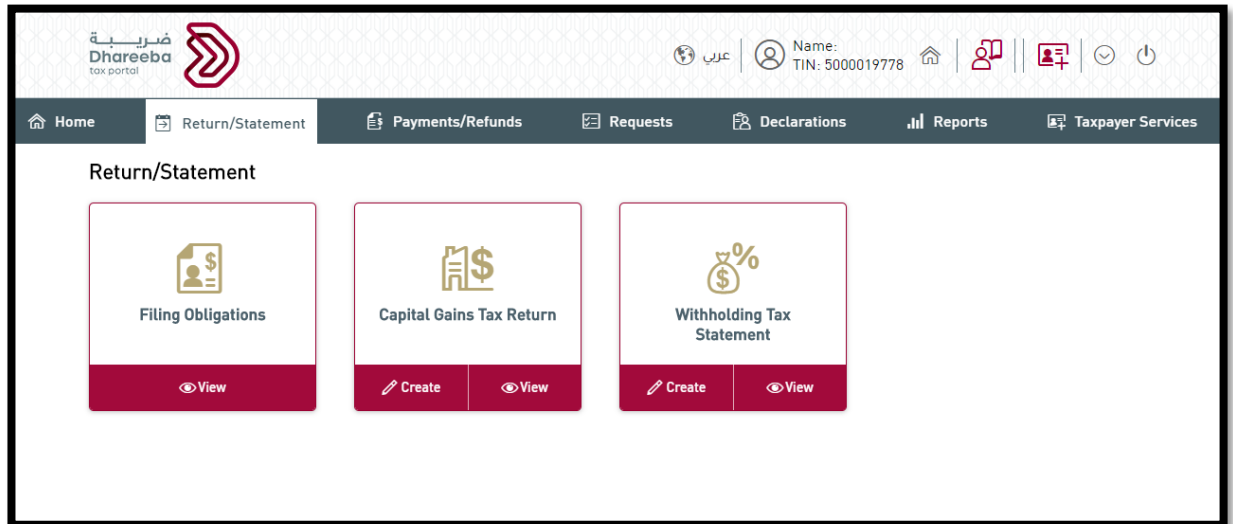 ضريبة
Dhareeba
tax portal
عربي
Name:
TIN: 5000019778
Home
Return/Statement
Payments/Refunds
Requests
Declarations
Reports
Taxpayer Services
Return/Statement
Filing Obligations
View
Capital Gains Tax Return
Create
View
Withholding Tax
Statement
Create
View